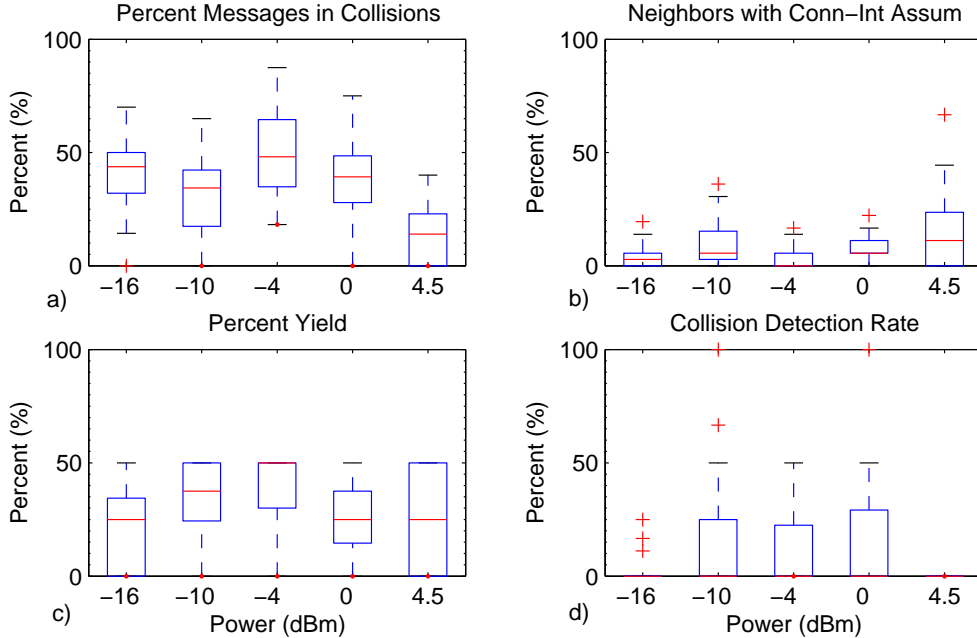 Percent Messages in Collisions
Percent (%)
100
50
0
−16 −10 −4 0 4.5
a)
Neighbors with Conn−Int Assum
Percent (%)
100
50
0
−16 −10 −4 0 4.5
b)
Percent Yield
Percent (%)
100
50
0
−16 −10 −4 0 4.5
c)
Power (dBm)
Collision Detection Rate
Percent (%)
100
50
0
−16 −10 −4 0 4.5
d)
Power (dBm)